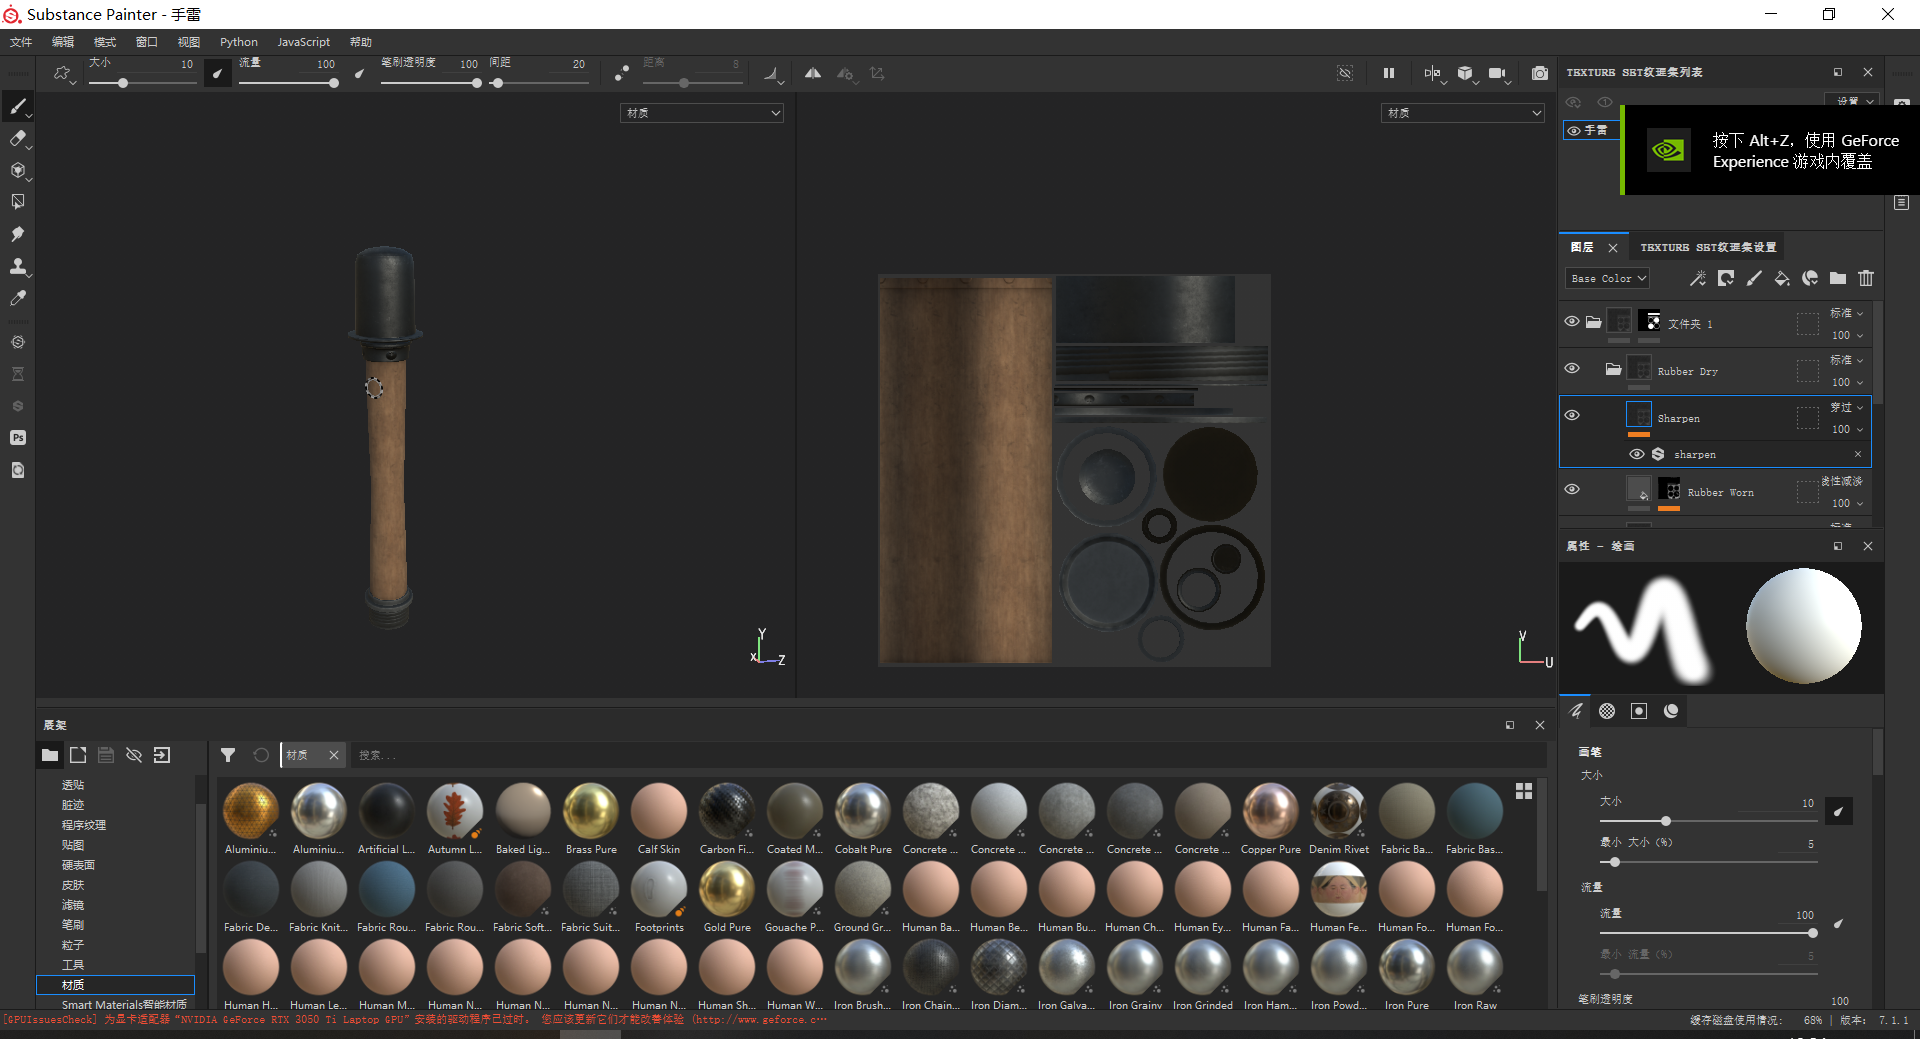 Substance Painter - 手雷
文件 编辑 模式 窗口 视图 Python JavaScript 帮助
大小 10 流量 100 笔刷透明度 100 间距 20 距离 8
材质
材质
TEXTURE SET纹理集列表
设置
手雷
按下 Alt+Z，使用 GeForce
Experience 游戏内覆盖
图层 TEXTURE SET纹理集设置
Base Color
文件夹 1 标准 100
Rubber Dry 标准 100
Sharpen 穿过 100
sharpen
Rubber Worn 线性减淡 100
标准
Y
X Z
V
U
属性 - 绘画
画笔
大小
大小 10
最小 大小 (%) 5
流量
流量 100
最小 流量 (%) 5
笔刷透明度 100
展架
材质 搜索...
透贴
脏迹
程序纹理
贴图
硬表面
皮肤
滤镜
笔刷
粒子
工具
材质
Smart Materials智能材质
Aluminiu... Aluminiu... Artificial L... Autumn L... Baked Lig... Brass Pure Calf Skin Carbon Fi... Coated M... Cobalt Pure Concrete ... Concrete ... Concrete ... Concrete ... Concrete ... Copper Pure Denim Rivet Fabric Ba... Fabric Bas...
Fabric De... Fabric Knit... Fabric Rou... Fabric Rou... Fabric Soft... Fabric Suit... Footprints Gold Pure Gouache P... Ground Gr... Human Ba... Human Be... Human Bu... Human Ch... Human Ey... Human Fa... Human Fe... Human Fo... Human Fo...
Human H... Human Le... Human M... Human N... Human N... Human N... Human N... Human Sh... Human W... Iron Brush... Iron Chain... Iron Diam... Iron Galva... Iron Grainy Iron Grinded Iron Ham... Iron Powd... Iron Pure Iron Raw
[GPUIssuesCheck] 为显卡适配器 “NVIDIA GeForce RTX 3050 Ti Laptop GPU” 安装的驱动程序已过时。 您应该更新它们才能改善体验 (http://www.geforce.c...
缓存磁盘使用情况: 68% | 版本: 7.1.1